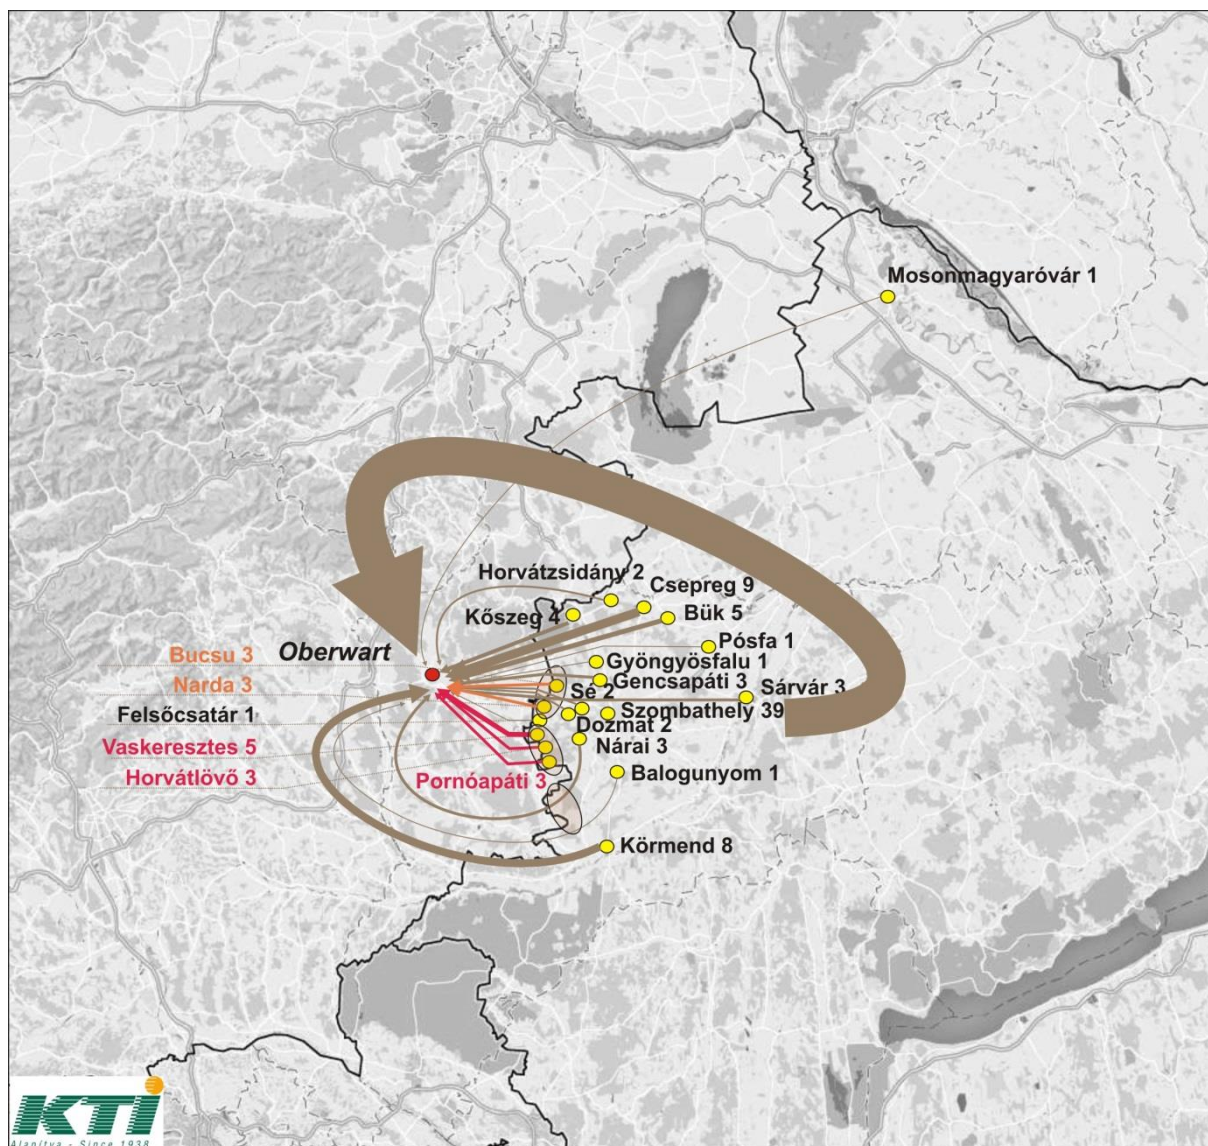 Mosonmagyaróvár 1
Horvátzsidány 2
Csepreg 9
Kőszeg 4
Bük 5
Pósfa 1
Oberwart
Bucsu 3
Gyöngyösfalu 1
Narda 3
Gencsapáti 3
Sé 2
Sárvár 3
Felsőcsatár 1
Szombathely 39
Dozmat 2
Vaskeresztes 5
Nárai 3
Horvátlövő 3
Pornóapáti 3
Balogunyom 1
Körmend 8
KTI
Alapítva - Since 1938